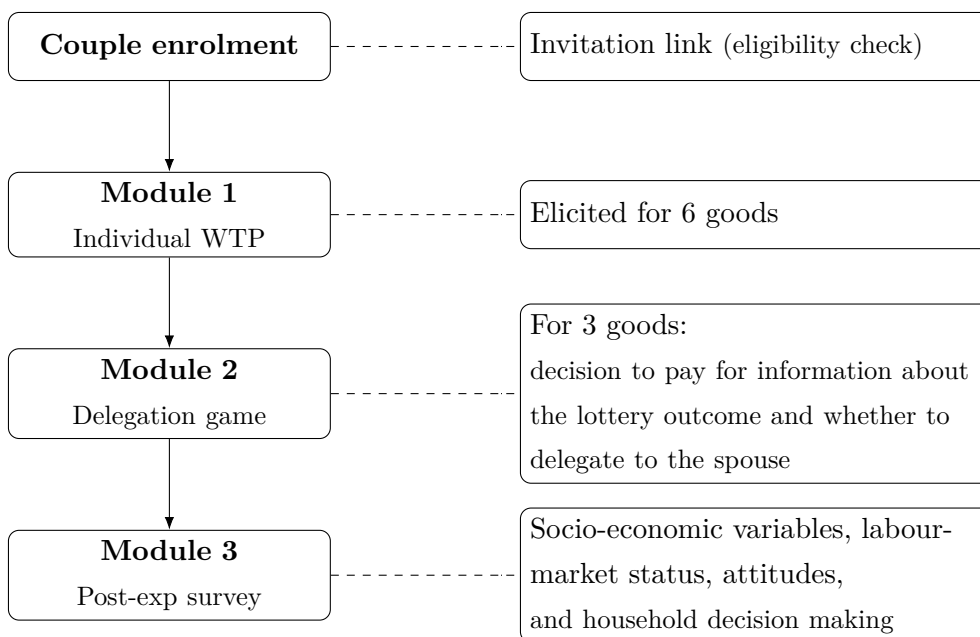 Couple enrolment
Invitation link (eligibility check)
Module 1
Individual WTP
Elicited for 6 goods
Module 2
Delegation game
For 3 goods:
decision to pay for information about
the lottery outcome and whether to
delegate to the spouse
Module 3
Post-exp survey
Socio-economic variables, labour-
market status, attitudes,
and household decision making